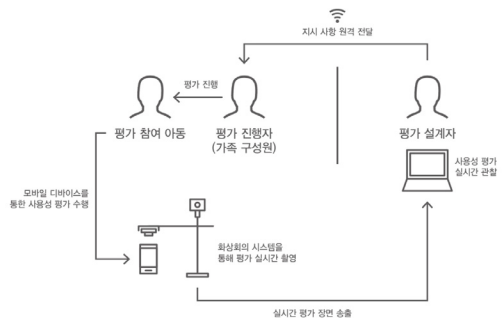 지시 사항 원격 전달
평가 진행
평가 참여 아동
평가 진행자
(가족 구성원)
평가 설계자
사용성 평가
실시간 관찰
모바일 디바이스를
통한 사용성 평가 수행
화상회의 시스템을
통해 평가 실시간 촬영
실시간 평가 장면 송출